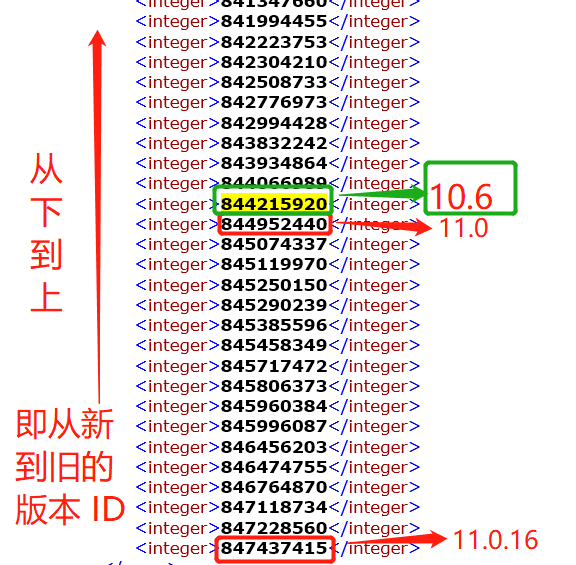 <integer>841347660</integer>
<integer>841994455</integer>
<integer>842223753</integer>
<integer>842304210</integer>
<integer>842508733</integer>
<integer>842776973</integer>
<integer>842994428</integer>
<integer>843832242</integer>
<integer>843934864</integer>
<integer>844066989</integer>
<integer>844215920</integer> 10.6
<integer>844952440</integer> 11.0
<integer>845074337</integer>
<integer>845119970</integer>
<integer>845250150</integer>
<integer>845290239</integer>
<integer>845385596</integer>
<integer>845458349</integer>
<integer>845717472</integer>
<integer>845806373</integer>
<integer>845960384</integer>
<integer>845996087</integer>
<integer>846456203</integer>
<integer>846474755</integer>
<integer>846764870</integer>
<integer>847118734</integer>
<integer>847228560</integer>
<integer>847437415</integer> 11.0.16
从
下
到
上
即从新
到旧的
版本 ID